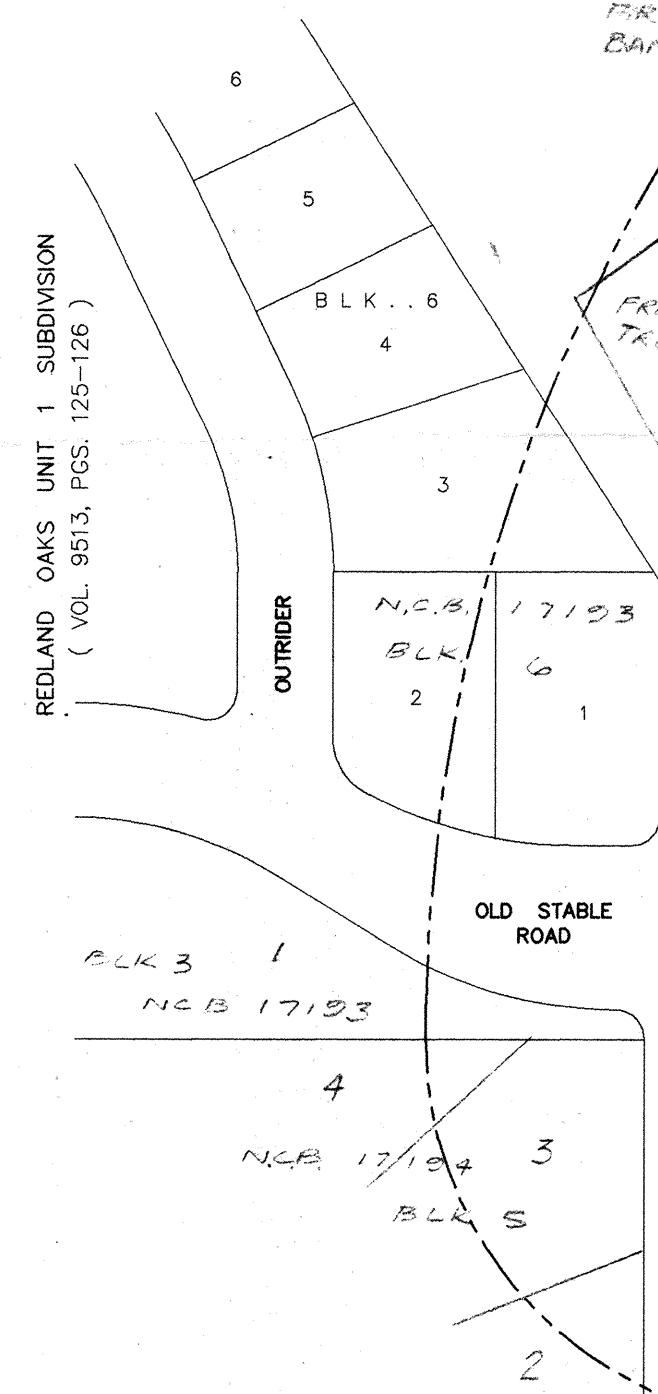 6
5
BLK..6
4
3
N.C.B. 17193
BLK. 6
2
1
REDLAND OAKS UNIT 1 SUBDIVISION
( VOL. 9513, PGS. 125-126 )
OUTRIDER
OLD STABLE
ROAD
BLK 3 1
NCB 17193
4
N.C.B. 17194 3
BLK 5
2